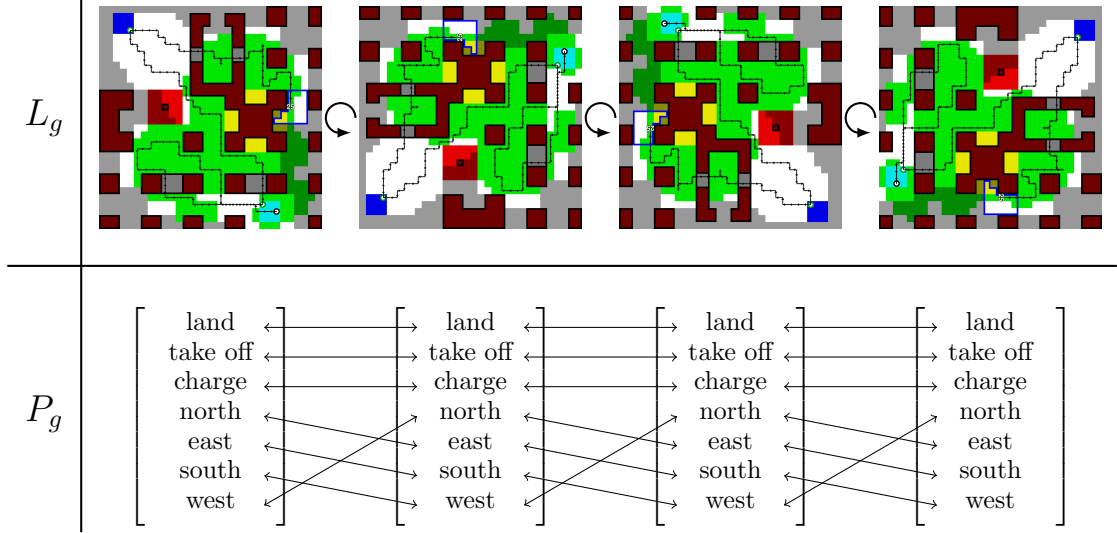 L_g
P_g
land land land land
take off take off take off take off
charge charge charge charge
north north north north
east east east east
south south south south
west west west west